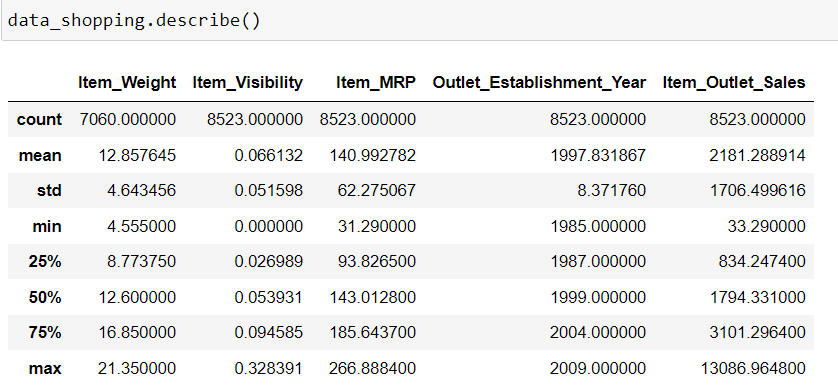 data_shopping.describe()
Item_Weight Item_Visibility Item_MRP Outlet_Establishment_Year Item_Outlet_Sales
count 7060.000000 8523.000000 8523.000000 8523.000000 8523.000000
mean 12.857645 0.066132 140.992782 1997.831867 2181.288914
std 4.643456 0.051598 62.275067 8.371760 1706.499616
min 4.555000 0.000000 31.290000 1985.000000 33.290000
25% 8.773750 0.026989 93.826500 1987.000000 834.247400
50% 12.600000 0.053931 143.012800 1999.000000 1794.331000
75% 16.850000 0.094585 185.643700 2004.000000 3101.296400
max 21.350000 0.328391 266.888400 2009.000000 13086.964800